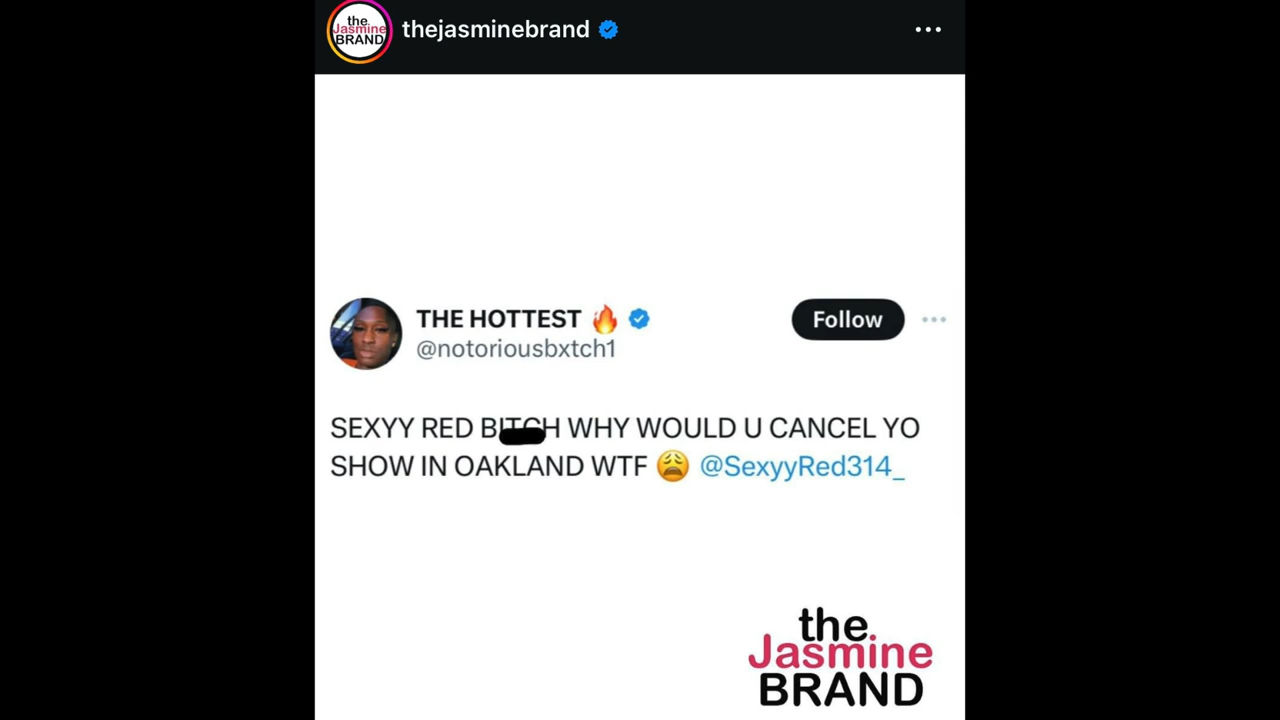 the
Jasmine
BRAND
thejasminebrand
THE HOTTEST 🔥
Follow
@notoriousbxtch1
SEXYY RED BITCH WHY WOULD U CANCEL YO
SHOW IN OAKLAND WTF 😩 @SexyyRed314_
the
Jasmine
BRAND